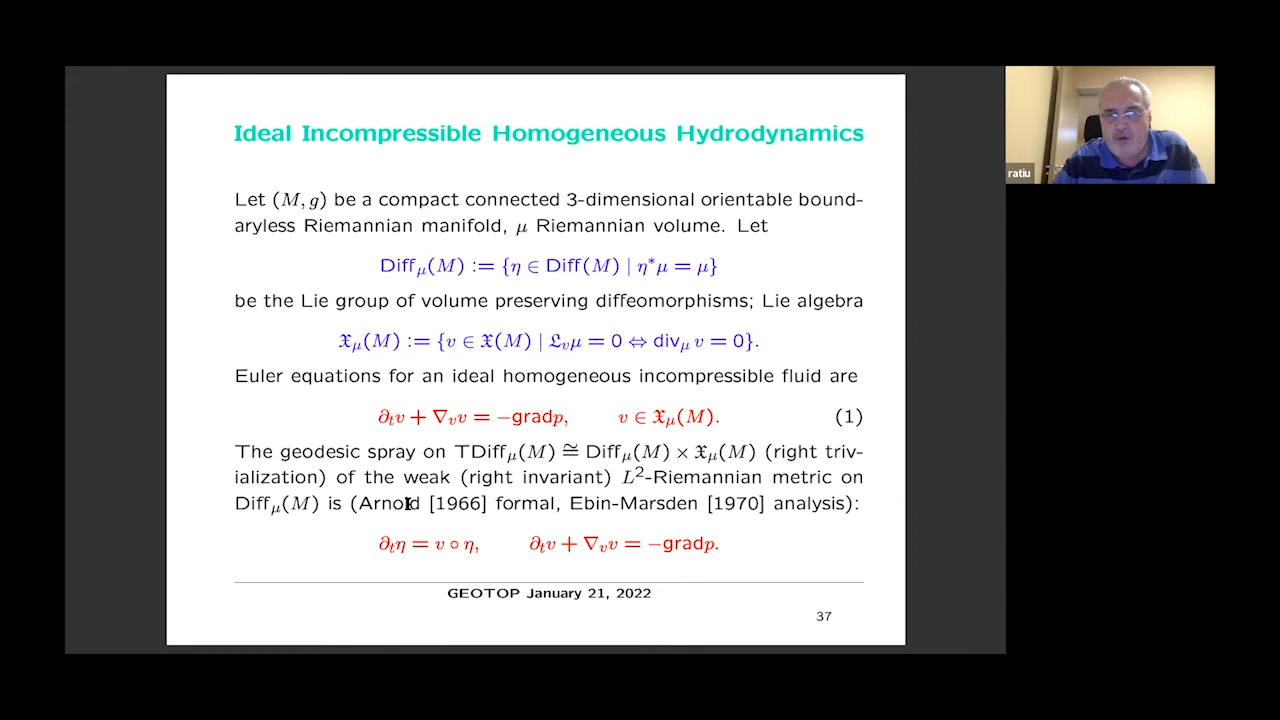 Ideal Incompressible Homogeneous Hydrodynamics
Let (M, g) be a compact connected 3-dimensional orientable bound-
aryless Riemannian manifold, μ Riemannian volume. Let
Diff_μ(M) := {η ∈ Diff(M) | η*μ = μ}
be the Lie group of volume preserving diffeomorphisms; Lie algebra
𝔛_μ(M) := {v ∈ 𝔛(M) | 𝔏_vμ = 0 ⇔ div_μ v = 0}.
Euler equations for an ideal homogeneous incompressible fluid are
∂_t v + ∇_v v = −grad p, v ∈ 𝔛_μ(M). (1)
The geodesic spray on TDiff_μ(M) ≅ Diff_μ(M) × 𝔛_μ(M) (right triv-
ialization) of the weak (right invariant) L²-Riemannian metric on
Diff_μ(M) is (Arnold [1966] formal, Ebin-Marsden [1970] analysis):
∂_t η = v ∘ η, ∂_t v + ∇_v v = −grad p.
GEOTOP January 21, 2022
37
ratiu